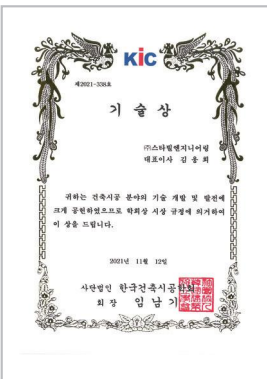 KiC
제2021-338호
기 술 상
㈜스타힐엔지니어링
대표이사 김 용 회
귀하는 건축시공 분야의 기술 개발 및 발전에
크게 공헌하였으므로 학회상 시상 규정에 의거하여
이 상을 드립니다.
2021년 11월 12일
사단법인 한국건축시공학회
회 장 임 남 기